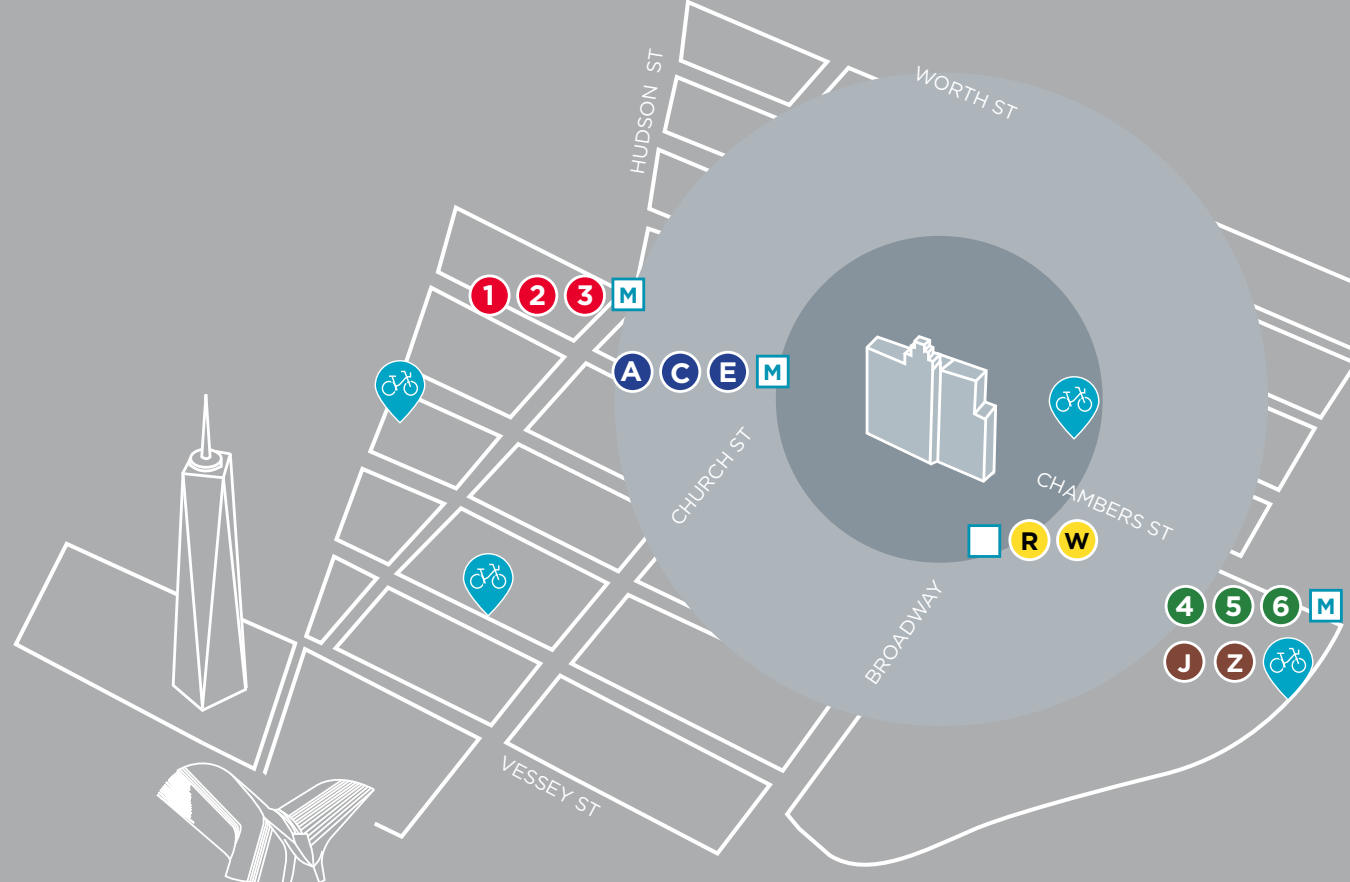 WORTH ST
HUDSON ST
1 2 3 M
A C E M
CHURCH ST
CHAMBERS ST
R W
BROADWAY
4 5 6 M
J Z
VESSEY ST